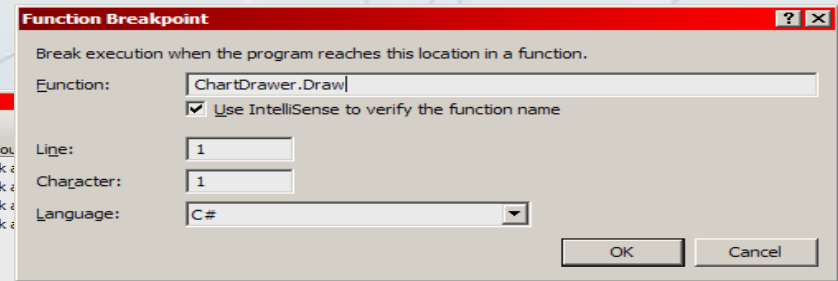 Function Breakpoint
Break execution when the program reaches this location in a function.
Function: ChartDrawer.Draw
Use IntelliSense to verify the function name
Line: 1
Character: 1
Language: C#
OK Cancel